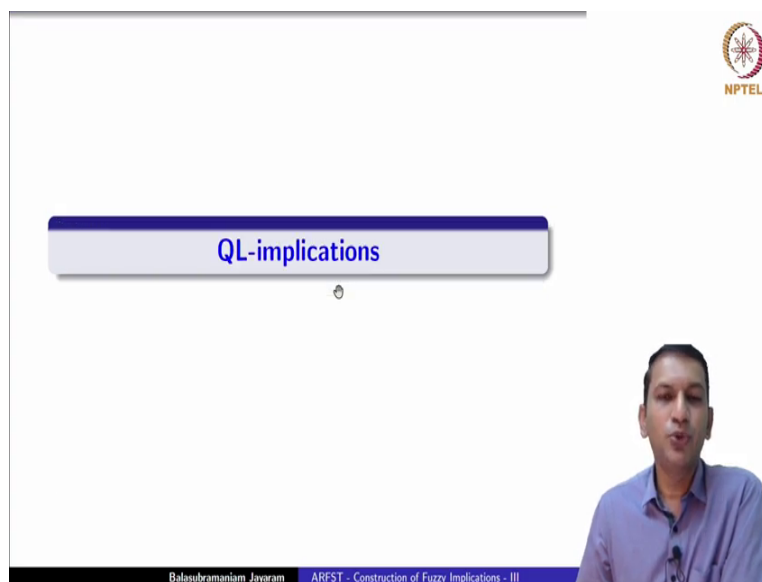 NPTEL
QL-implications
Balasubramaniam Jayaram ARFST - Construction of Fuzzy Implications - III